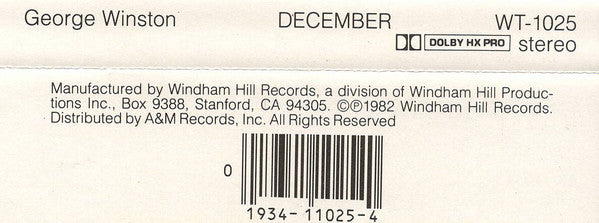 George Winston DECEMBER WT-1025
DOLBY HX PRO stereo
Manufactured by Windham Hill Records, a division of Windham Hill Produc-
tions Inc., Box 9388, Stanford, CA 94305. ©Ⓟ1982 Windham Hill Records.
Distributed by A&M Records, Inc. All Rights Reserved
0
1934-11025-4